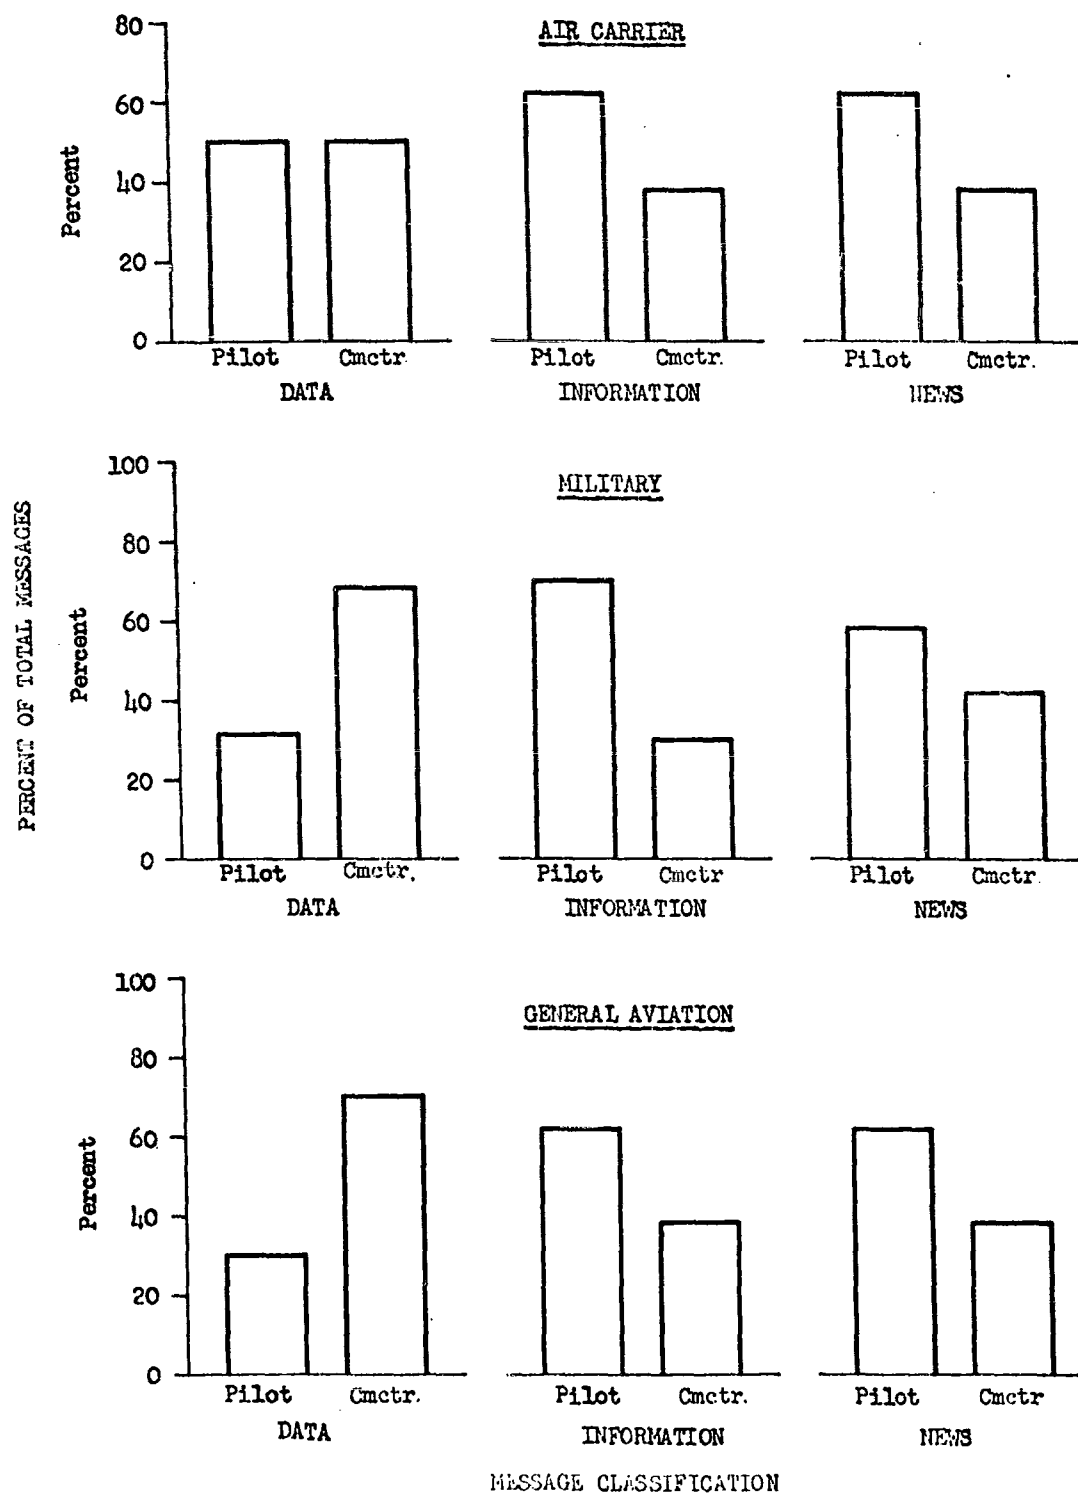 AIR CARRIER
80
60
40
20
0
Percent
Pilot Cmctr. Pilot Cmctr. Pilot Cmctr.
DATA INFORMATION NEWS
PERCENT OF TOTAL MESSAGES
MILITARY
100
80
60
40
20
0
Percent
Pilot Cmctr. Pilot Cmctr Pilot Cmctr.
DATA INFORMATION NEWS
GENERAL AVIATION
100
80
60
40
20
0
Percent
Pilot Cmctr. Pilot Cmctr. Pilot Cmctr
DATA INFORMATION NEWS
MESSAGE CLASSIFICATION